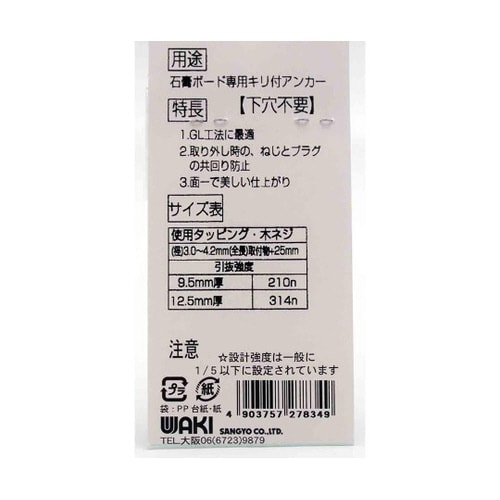 用途
石膏ボード専用キリ付アンカー
特長 【下穴不要】
1.GL工法に最適
2.取り外し時の、ねじとプラグ
の共回り防止
3.面一で美しい仕上がり
サイズ表
使用タッピング・木ネジ
(径)3.0〜4.2mm(全長)取付物+25mm
引抜強度
9.5mm厚 210n
12.5mm厚 314n
注意 ☆設計強度は一般に
1/5以下に設定されています
プラ 紙
袋:PP 台紙・紙
4 903757 278349
WAKI SANGYO CO.,LTD.
TEL.大阪06(6723)9879